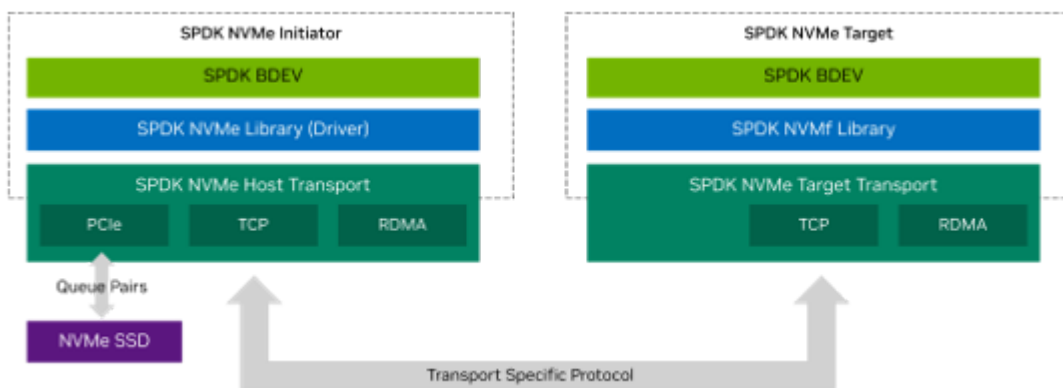 SPDK NVMe Initiator
SPDK BDEV
SPDK NVMe Library (Driver)
SPDK NVMe Host Transport
PCIe
TCP
RDMA
Queue Pairs
NVMe SSD
SPDK NVMe Target
SPDK BDEV
SPDK NVMf Library
SPDK NVMe Target Transport
TCP
RDMA
Transport Specific Protocol